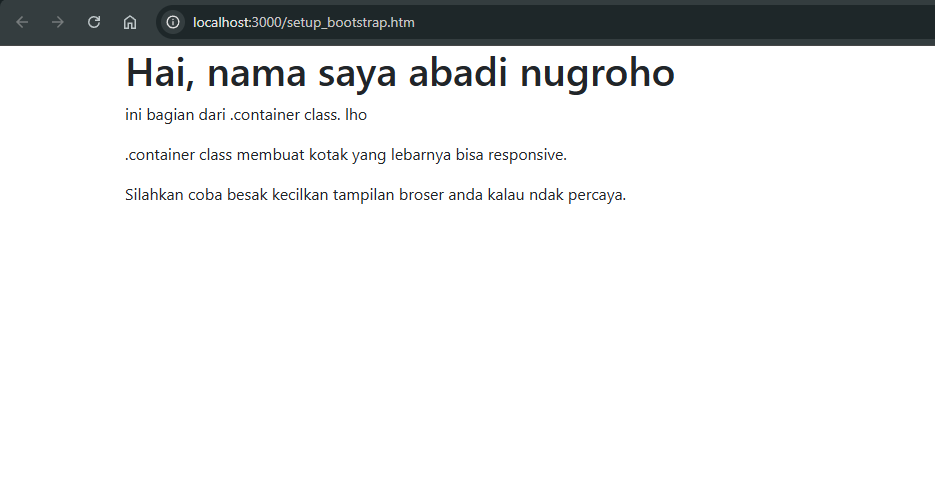 localhost:3000/setup_bootstrap.htm
Hai, nama saya abadi nugroho
ini bagian dari .container class. lho
.container class membuat kotak yang lebarnya bisa responsive.
Silahkan coba besak kecilkan tampilan broser anda kalau ndak percaya.